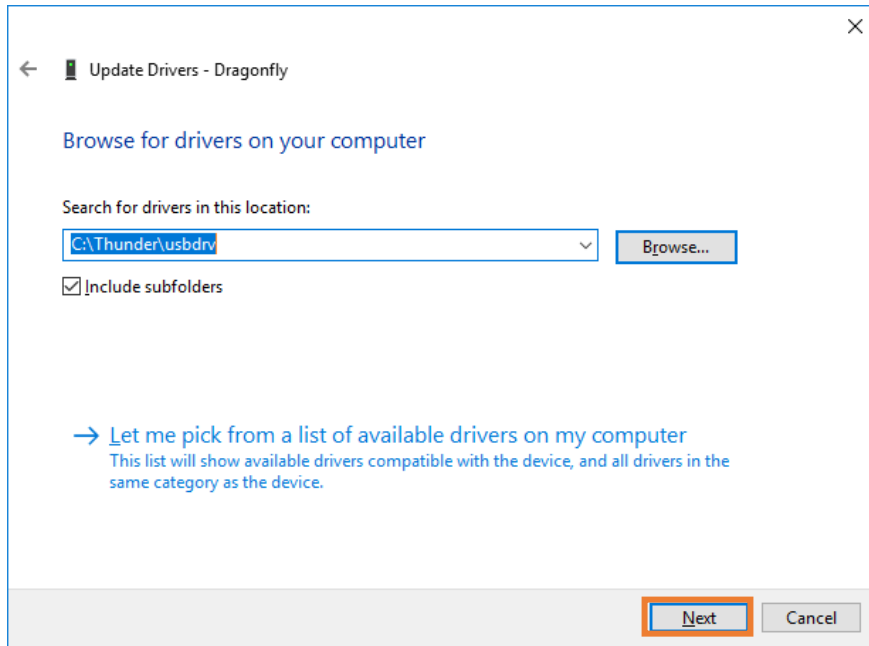 Update Drivers - Dragonfly
Browse for drivers on your computer
Search for drivers in this location:
C:\Thunder\usbdrv
Browse...
Include subfolders
Let me pick from a list of available drivers on my computer
This list will show available drivers compatible with the device, and all drivers in the
same category as the device.
Next
Cancel